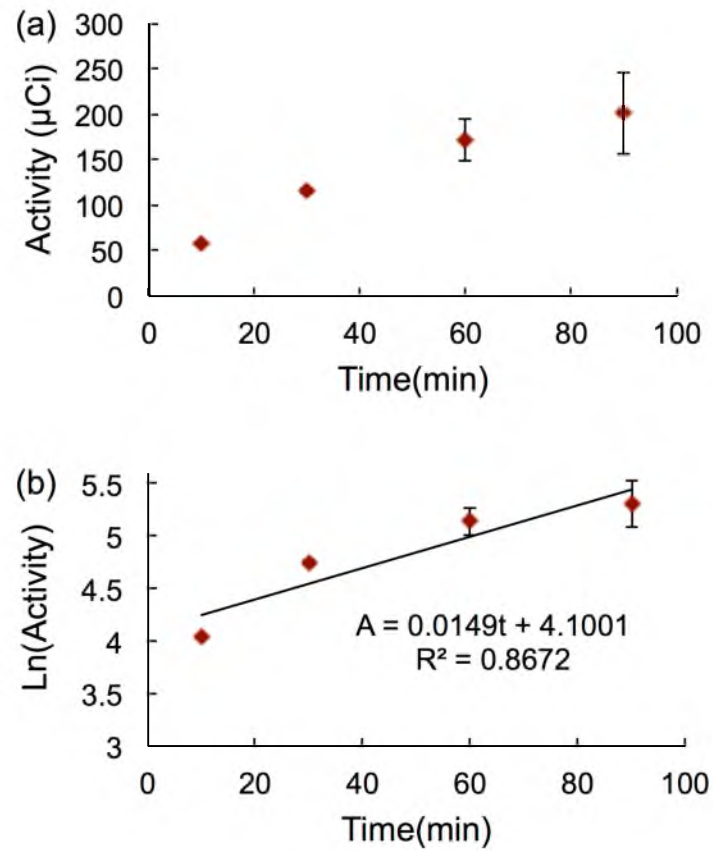 (a)
Activity (µCi)
300
250
200
150
100
50
0
0 20 40 60 80 100
Time(min)
(b)
Ln(Activity)
5.5
5
4.5
4
3.5
3
A = 0.0149t + 4.1001
R² = 0.8672
0 20 40 60 80 100
Time(min)